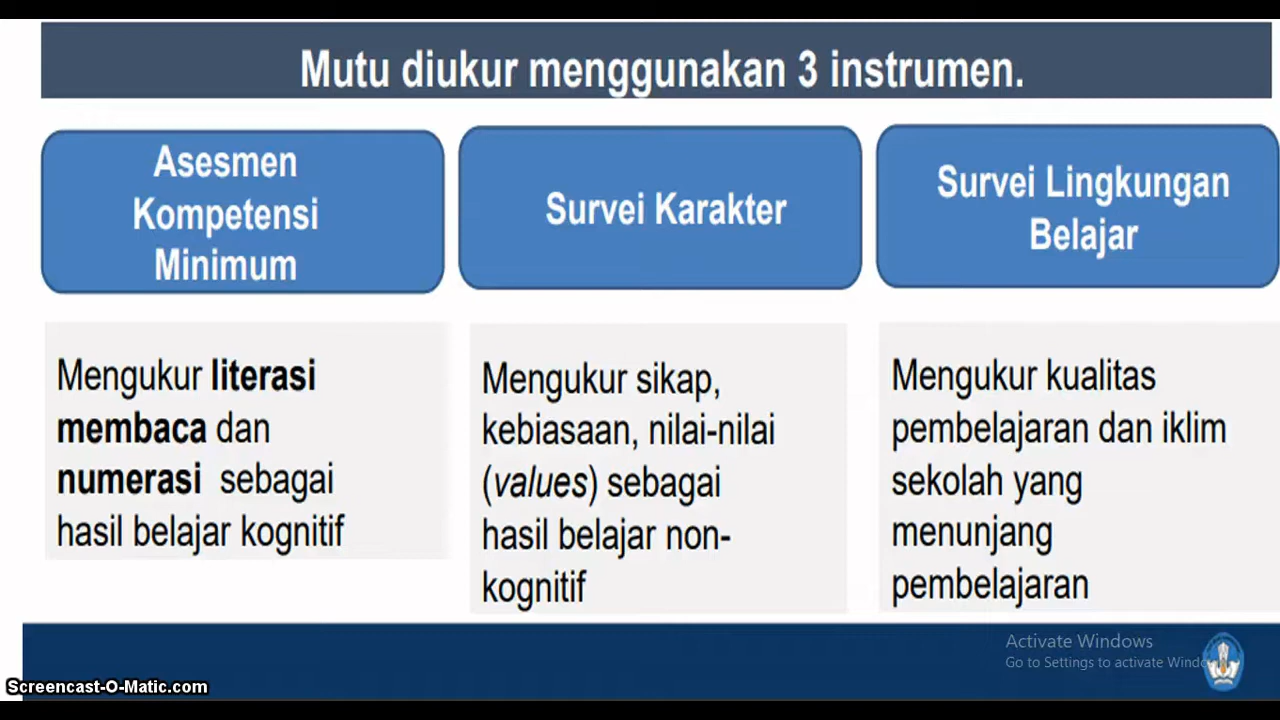 Mutu diukur menggunakan 3 instrumen.
Asesmen
Kompetensi
Minimum
Survei Karakter
Survei Lingkungan
Belajar
Mengukur literasi
membaca dan
numerasi sebagai
hasil belajar kognitif
Mengukur sikap,
kebiasaan, nilai-nilai
(values) sebagai
hasil belajar non-
kognitif
Mengukur kualitas
pembelajaran dan iklim
sekolah yang
menunjang
pembelajaran
Activate Windows
Go to Settings to activate
Screencast-O-Matic.com